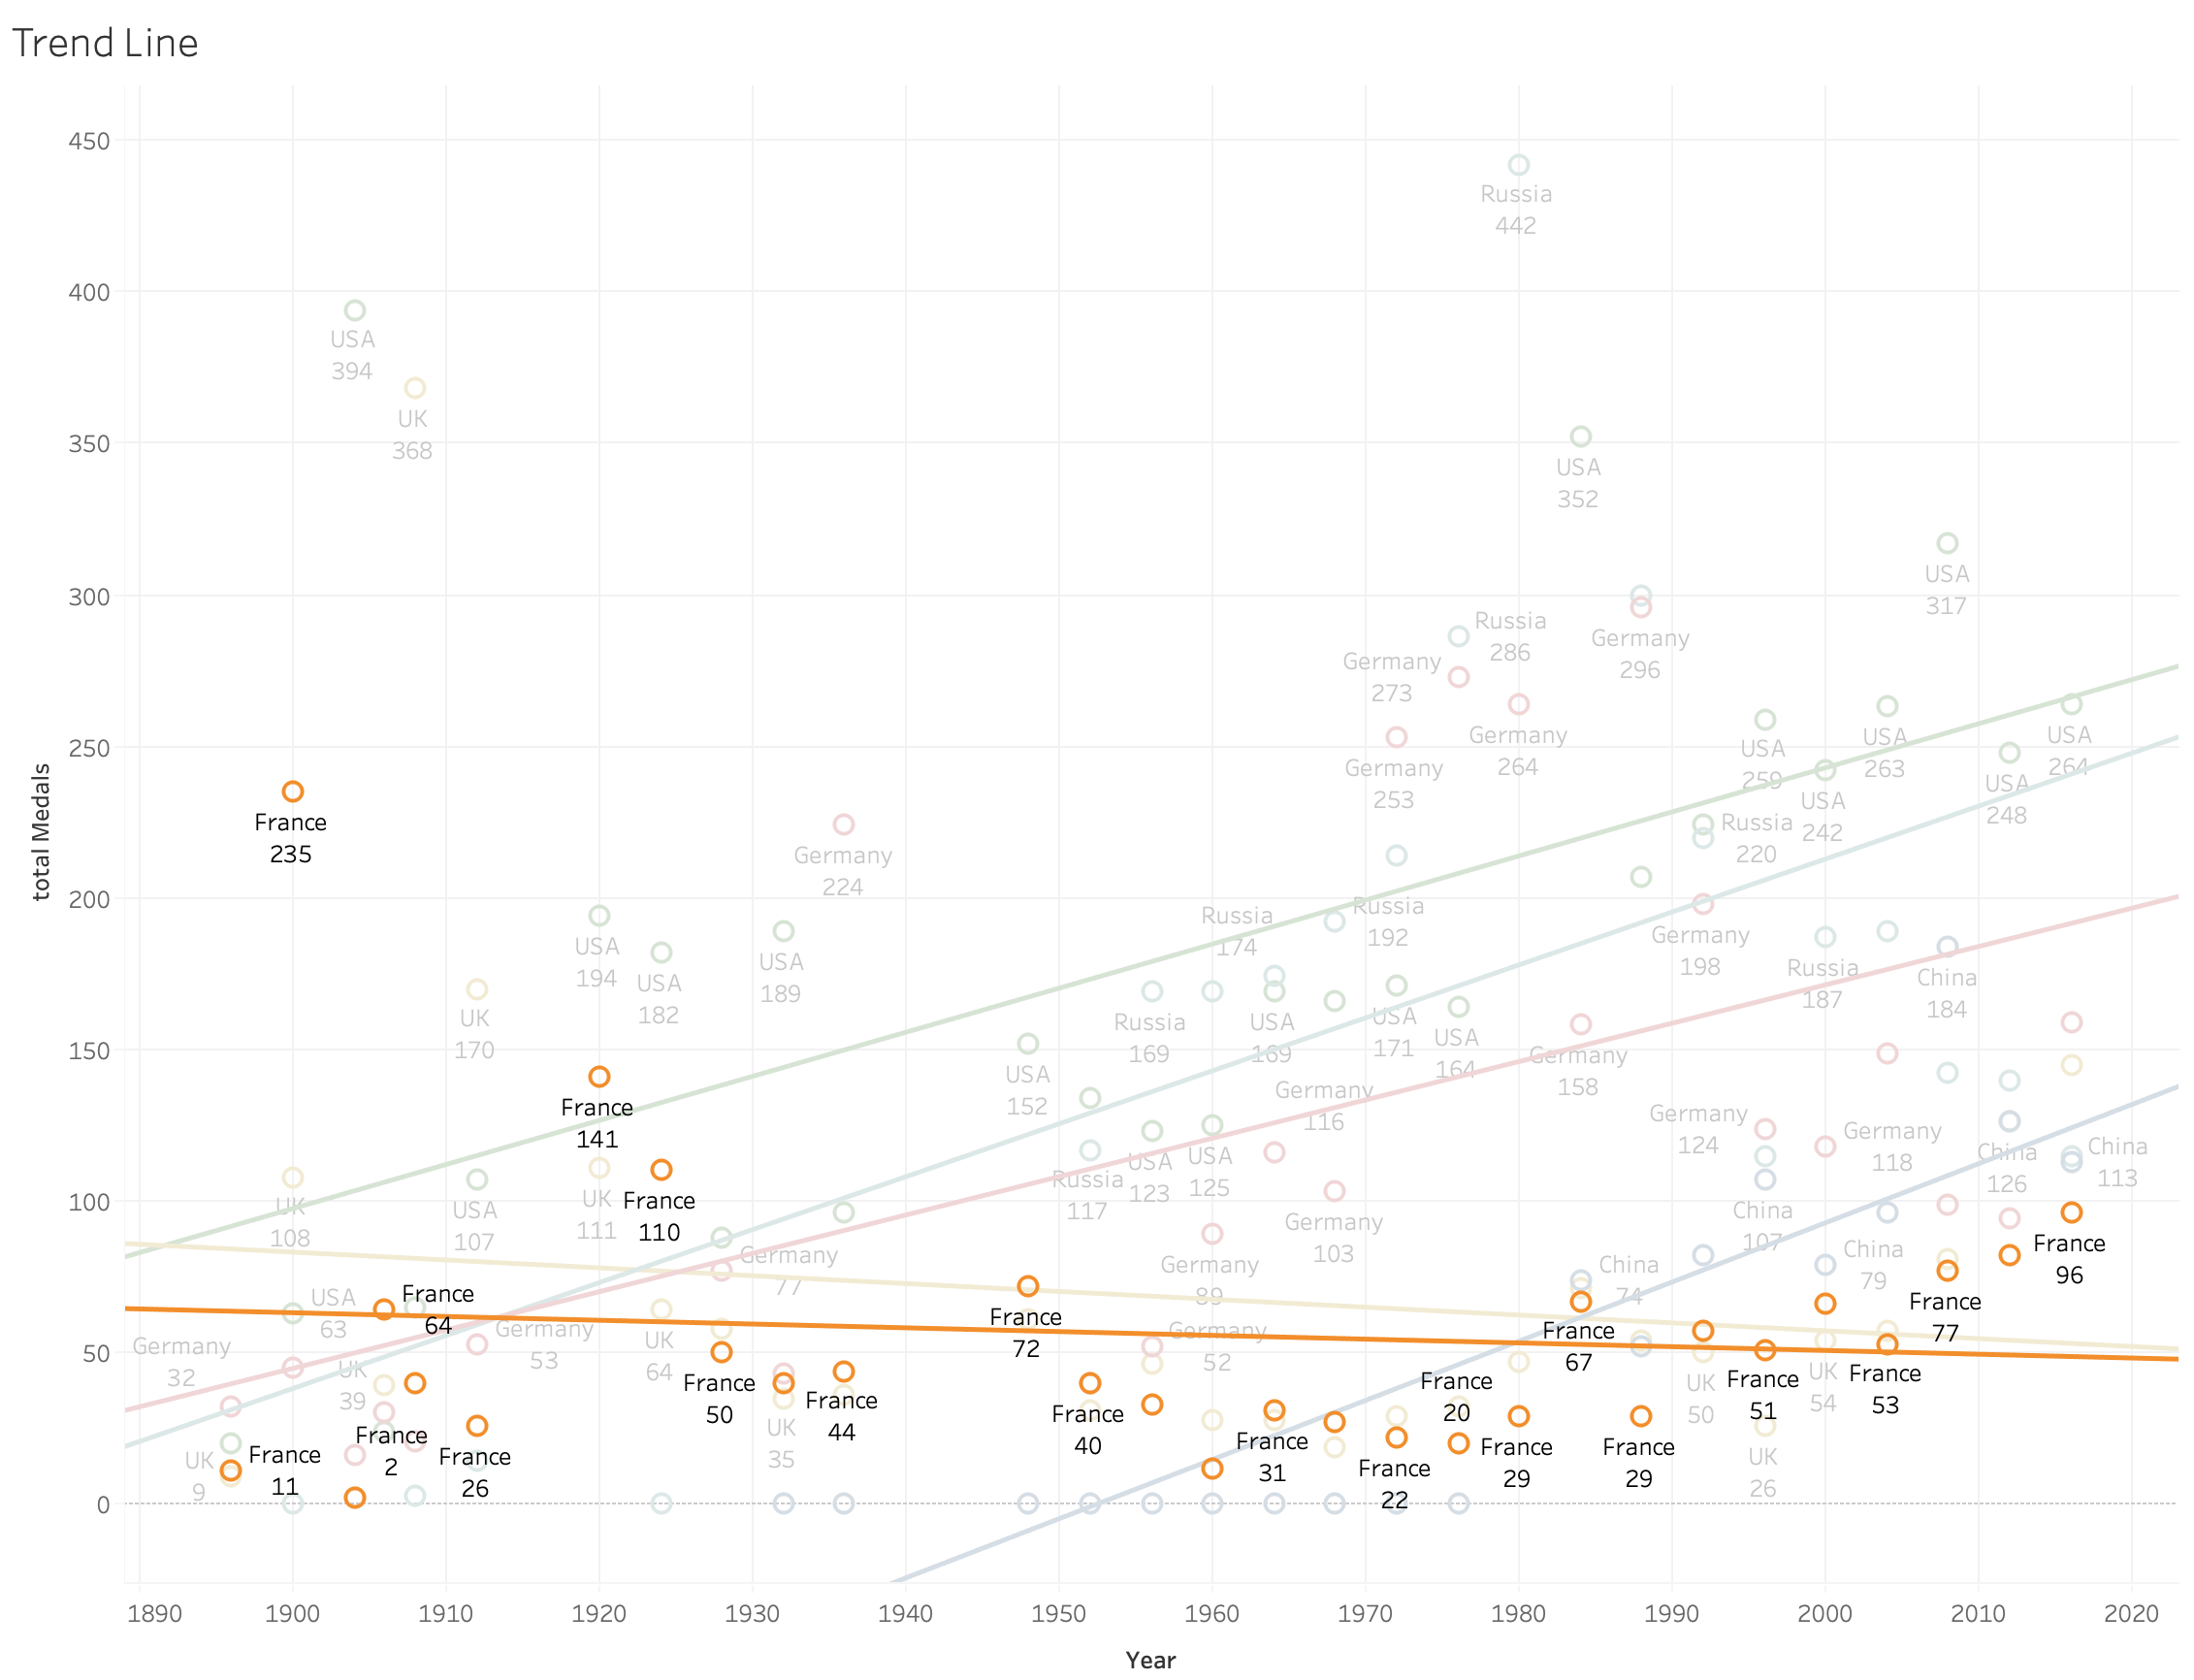 Trend Line
450
Russia
442
400
USA
394
UK
368
350
USA
352
300
USA
317
Russia
286
Germany
296
Germany
273
Germany
264
Germany
253
250
USA
259
USA
263
USA
264
USA
248
USA
242
Russia
220
France
235
Germany
224
total Medals
200
Russia
174
Russia
192
Germany
198
USA
194
USA
182
USA
189
Russia
187
China
184
UK
170
Russia
169
USA
169
USA
171
USA
164
150
USA
152
Germany
158
France
141
Germany
116
Germany
124
Germany
118
China
126
China
113
USA
123
USA
125
Russia
117
100
UK
108
USA
107
UK
111
France
110
Germany
103
China
107
Germany
77
Germany
89
China
74
China
79
France
96
USA
63
France
64
France
72
France
77
Germany
32
Germany
53
UK
64
Germany
52
France
67
50
UK
39
France
50
France
44
France
20
UK
50
France
51
UK
54
France
53
UK
9
France
11
France
2
France
26
UK
35
France
40
France
31
France
22
France
29
France
29
UK
26
0
1890 1900 1910 1920 1930 1940 1950 1960 1970 1980 1990 2000 2010 2020
Year